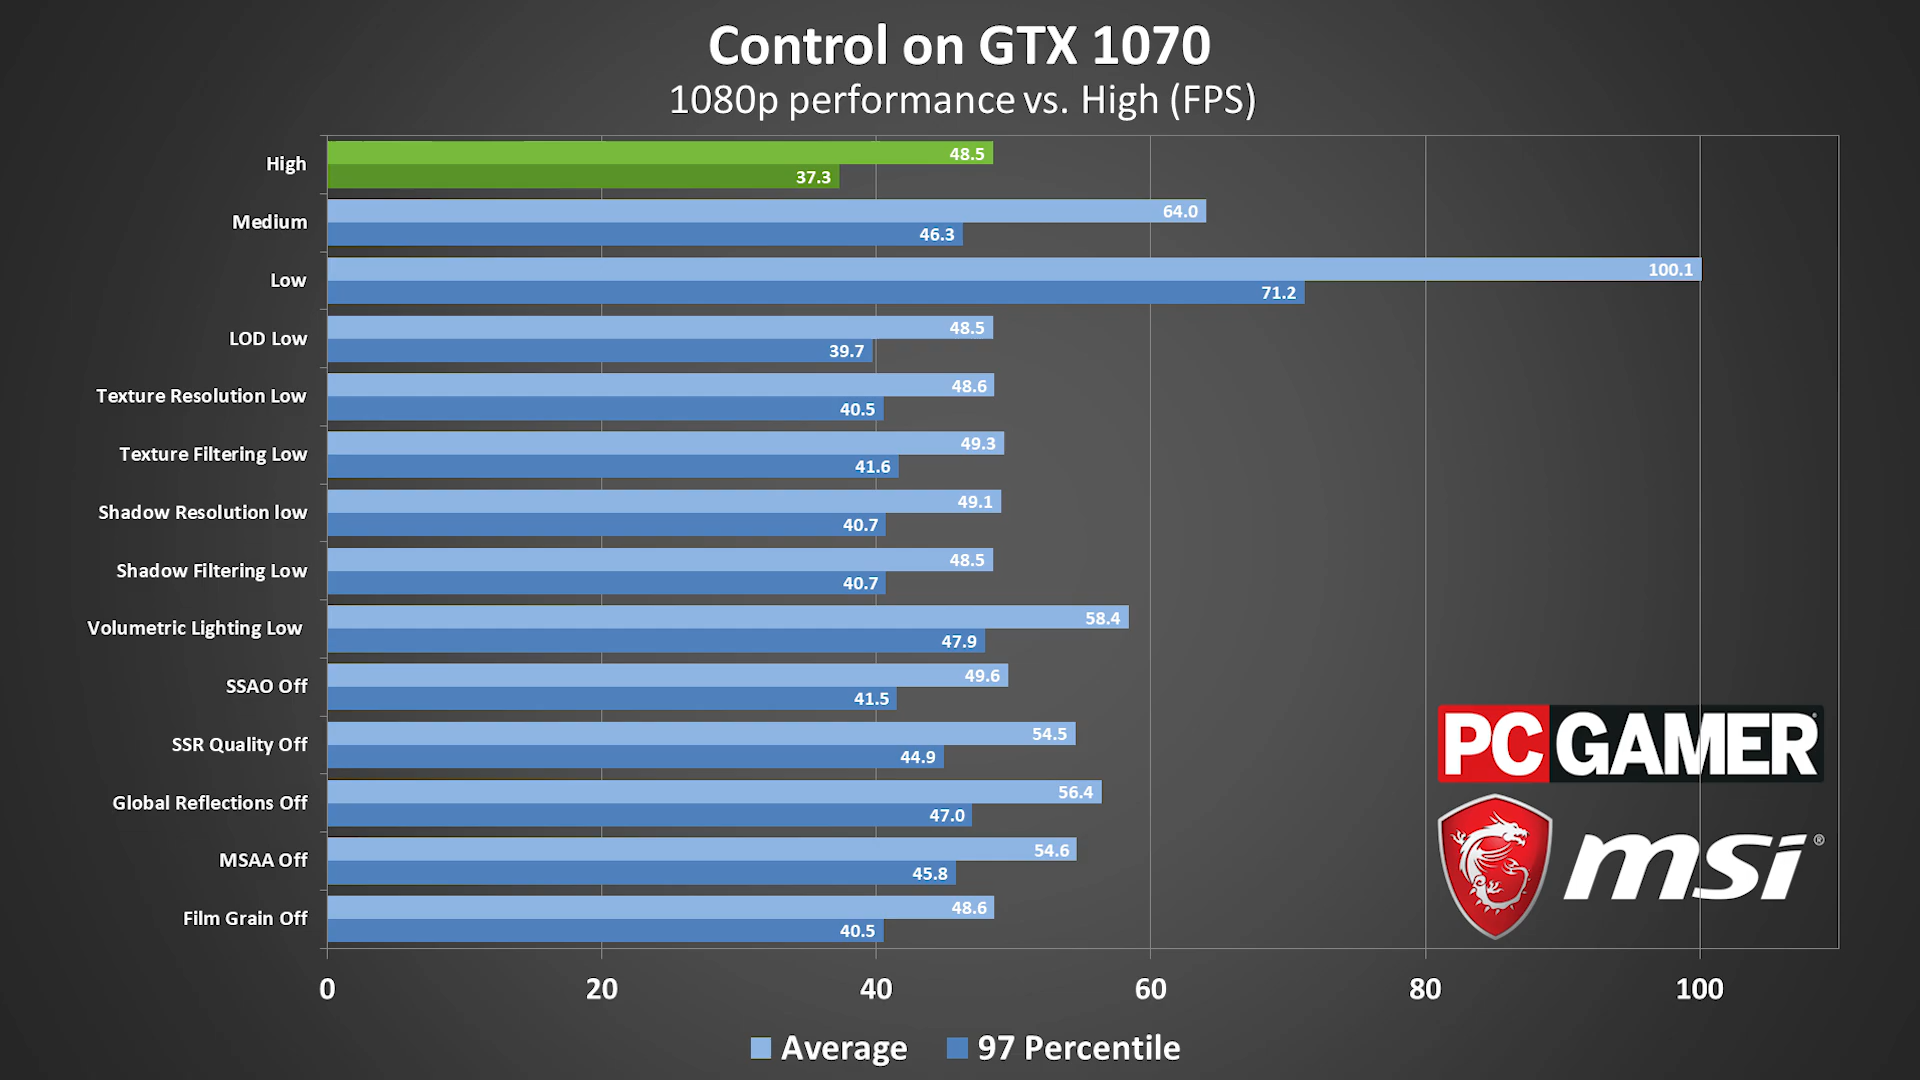 Control on GTX 1070
1080p performance vs. High (FPS)
High
48.5
37.3
Medium
64.0
46.3
Low
100.1
71.2
LOD Low
48.5
39.7
Texture Resolution Low
48.6
40.5
Texture Filtering Low
49.3
41.6
Shadow Resolution low
49.1
40.7
Shadow Filtering Low
48.5
40.7
Volumetric Lighting Low
58.4
47.9
SSAO Off
49.6
41.5
SSR Quality Off
54.5
44.9
Global Reflections Off
56.4
47.0
MSAA Off
54.6
45.8
Film Grain Off
48.6
40.5
PC GAMER
msi®
0 20 40 60 80 100
Average 97 Percentile